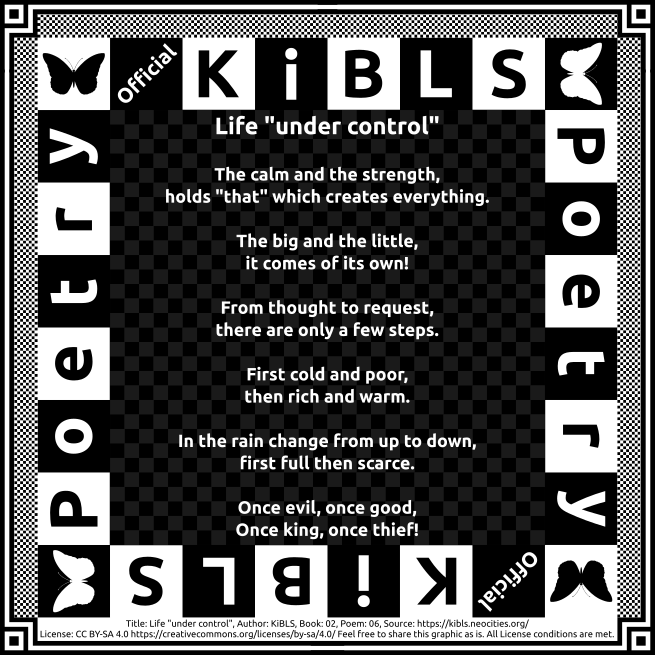 Official KiBLS
Poetry
Poetry
Life "under control"
The calm and the strength,
holds "that" which creates everything.
The big and the little,
it comes of its own!
From thought to request,
there are only a few steps.
First cold and poor,
then rich and warm.
In the rain change from up to down,
first full then scarce.
Once evil, once good,
Once king, once thief!
Official KiBLS
Title: Life "under control", Author: KiBLS, Book: 02, Poem: 06, Source: https://kibls.neocities.org/
License: CC BY-SA 4.0 https://creativecommons.org/licenses/by-sa/4.0/ Feel free to share this graphic as is. All License conditions are met.